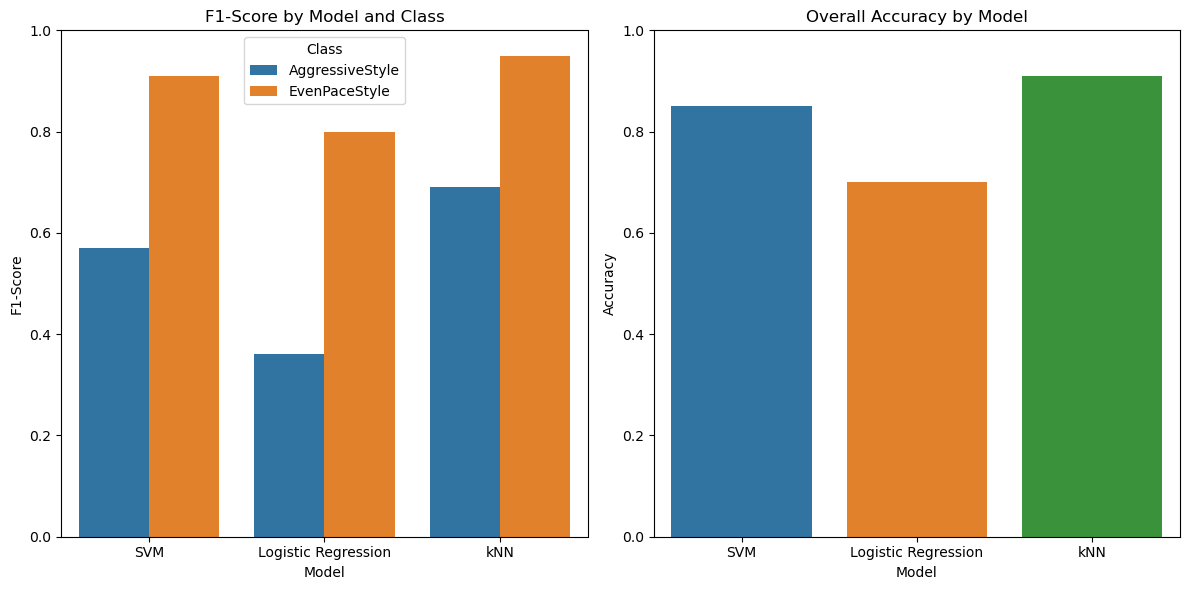 F1-Score by Model and Class
Class
AggressiveStyle
EvenPaceStyle
1.0
0.8
0.6
0.4
0.2
0.0
F1-Score
SVM
Logistic Regression
kNN
Model
Overall Accuracy by Model
1.0
0.8
0.6
0.4
0.2
0.0
Accuracy
SVM
Logistic Regression
kNN
Model